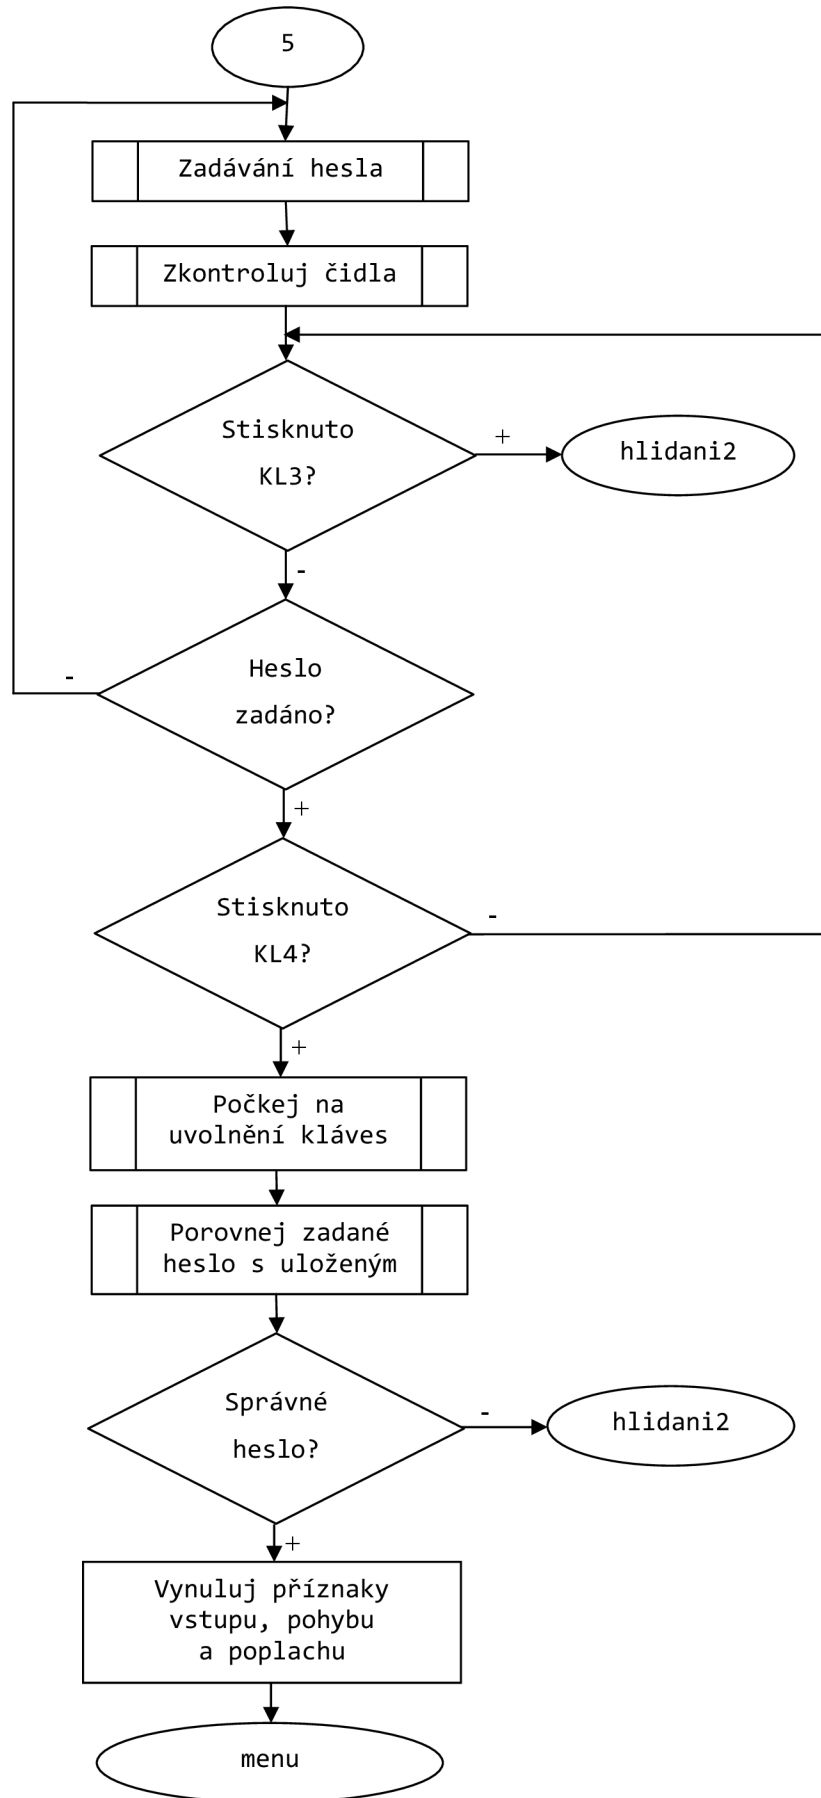 5
Zadávání hesla
Zkontroluj čidla
Stisknuto
KL3?
+
hlidani2
-
Heslo
zadáno?
-
+
Stisknuto
KL4?
-
+
Počkej na
uvolnění kláves
Porovnej zadané
heslo s uloženým
Správné
heslo?
-
hlidani2
+
Vynuluj příznaky
vstupu, pohybu
a poplachu
menu